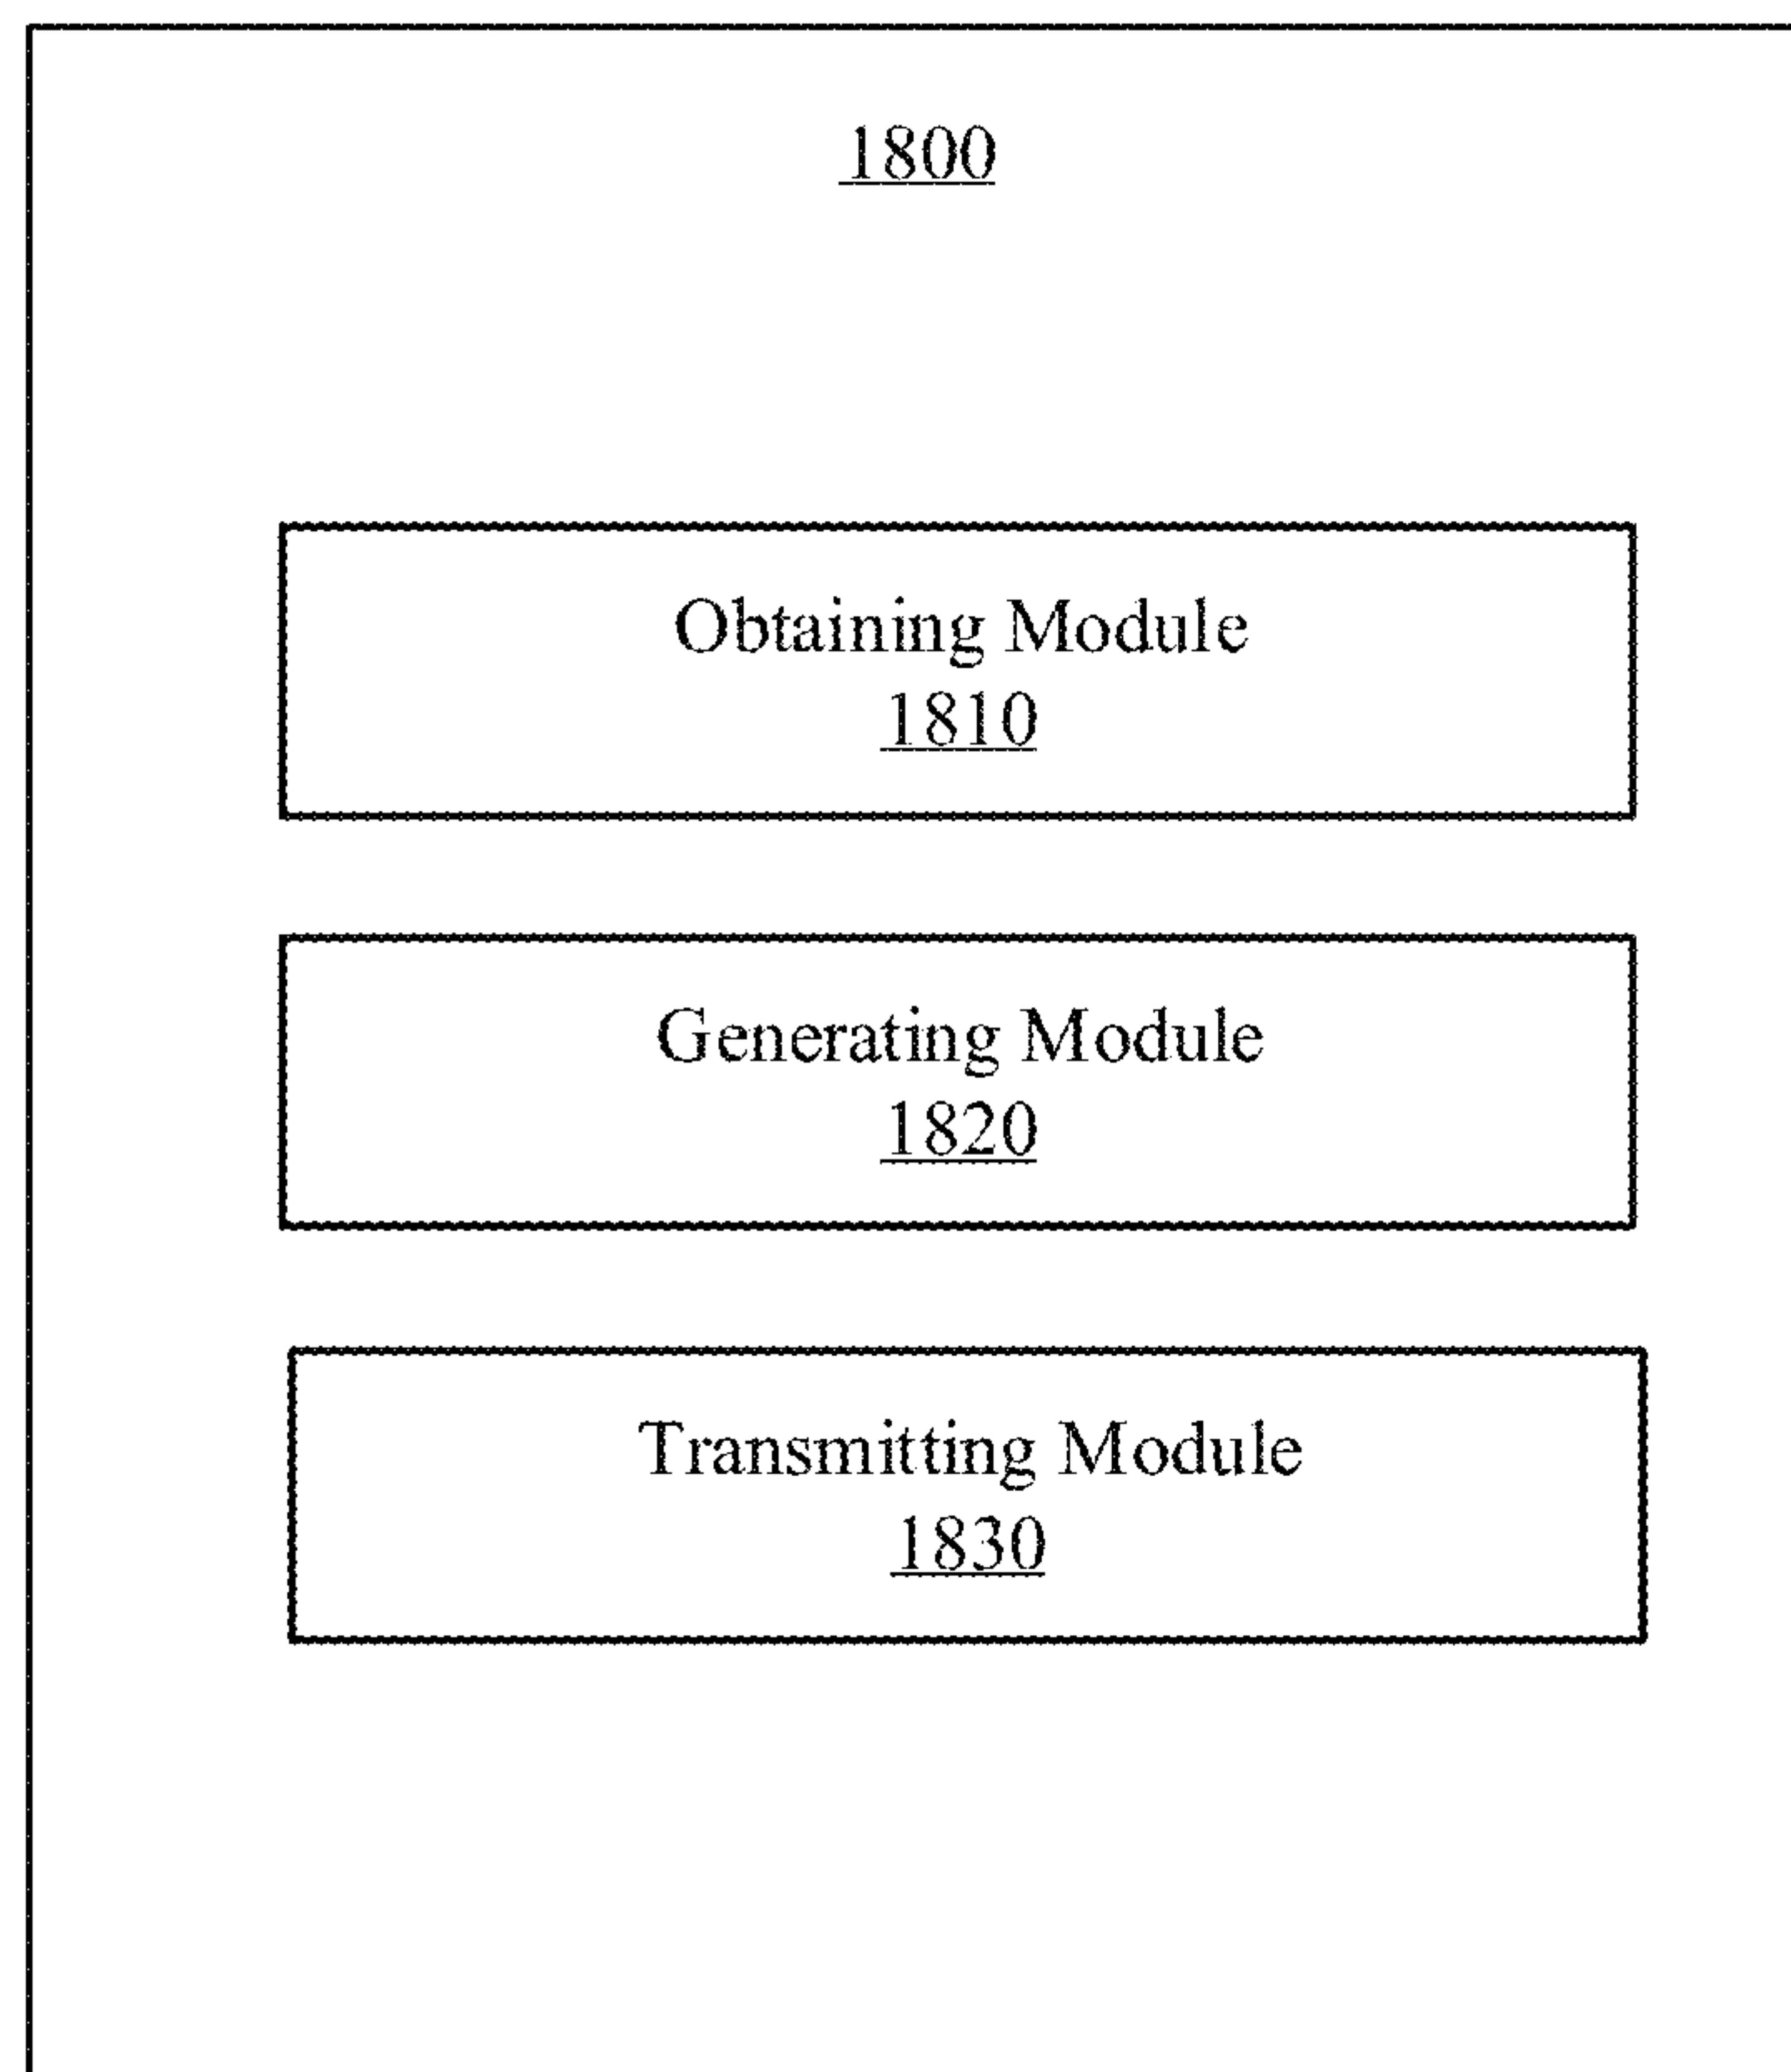 1800
Obtaining Module
1810
Generating Module
1820
Transmitting Module
1830